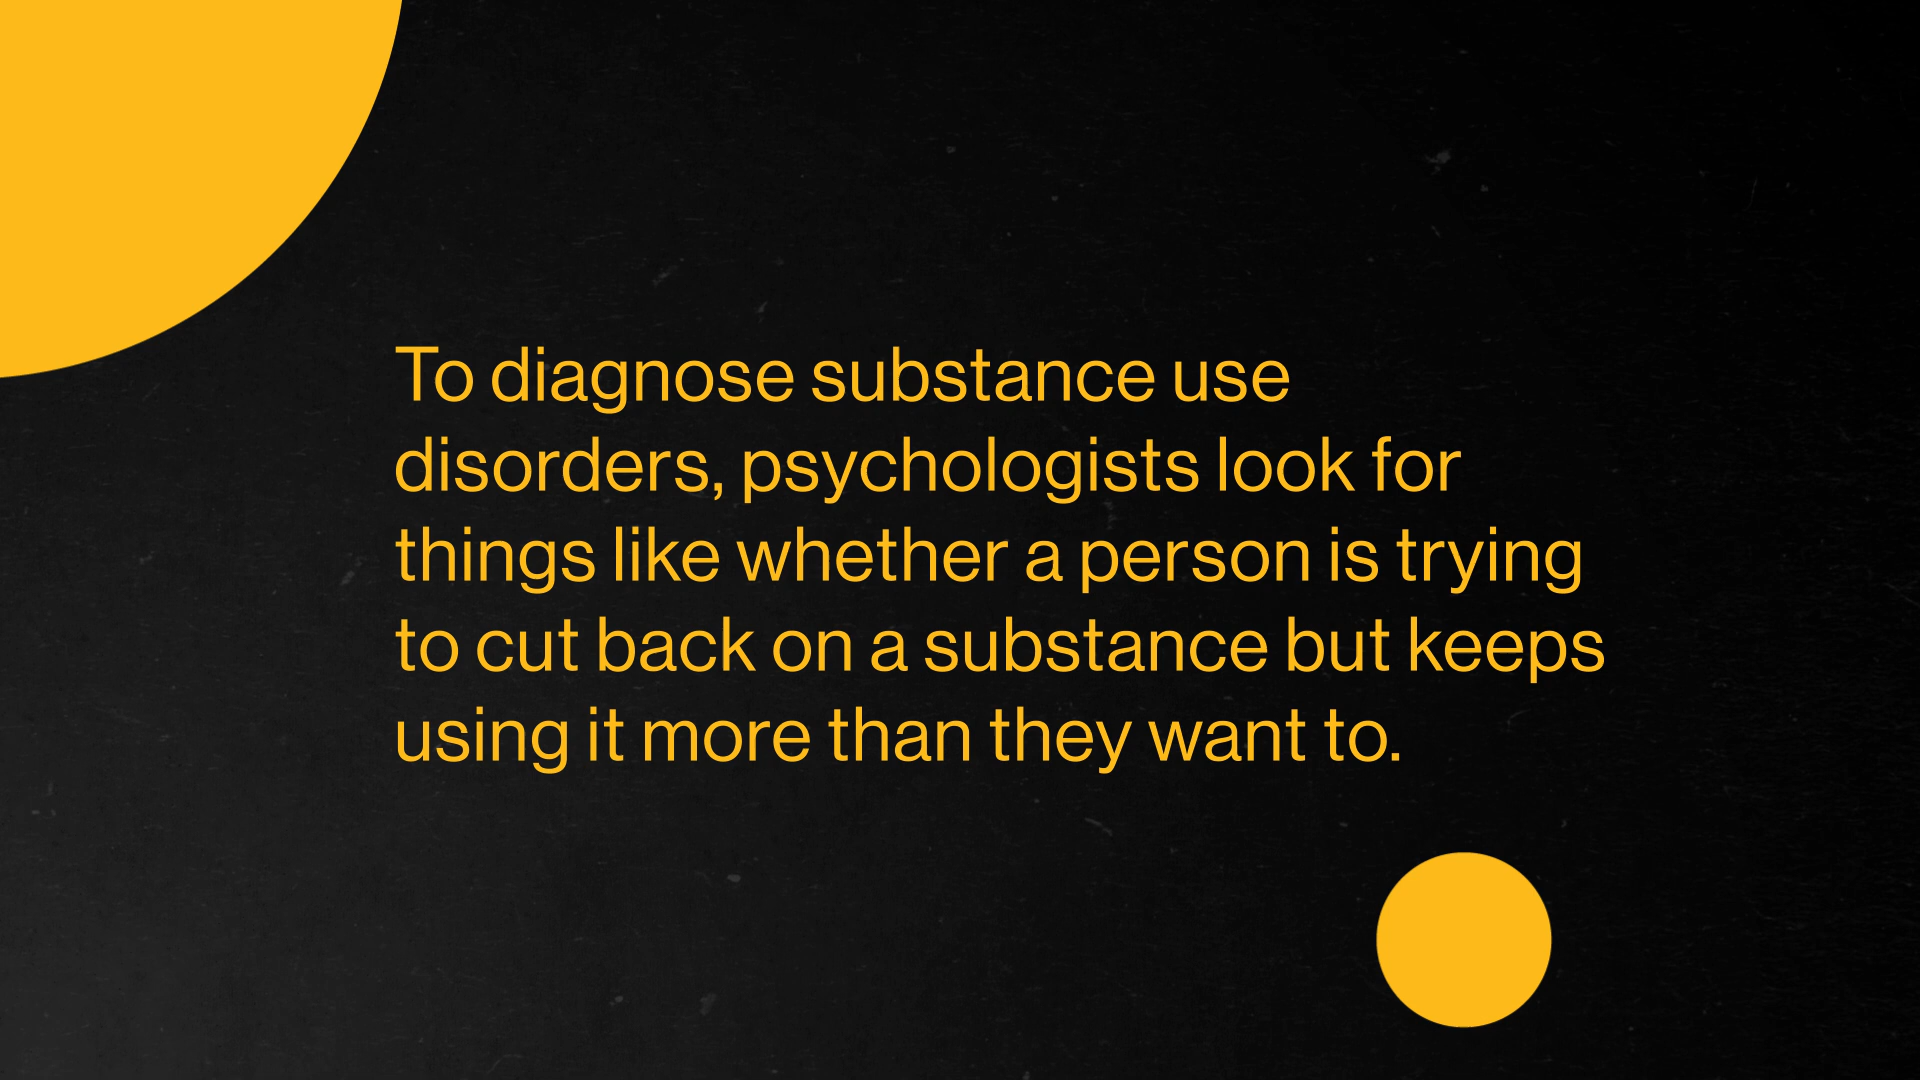 To diagnose substance use
disorders, psychologists look for
things like whether a person is trying
to cut back on a substance but keeps
using it more than they want to.